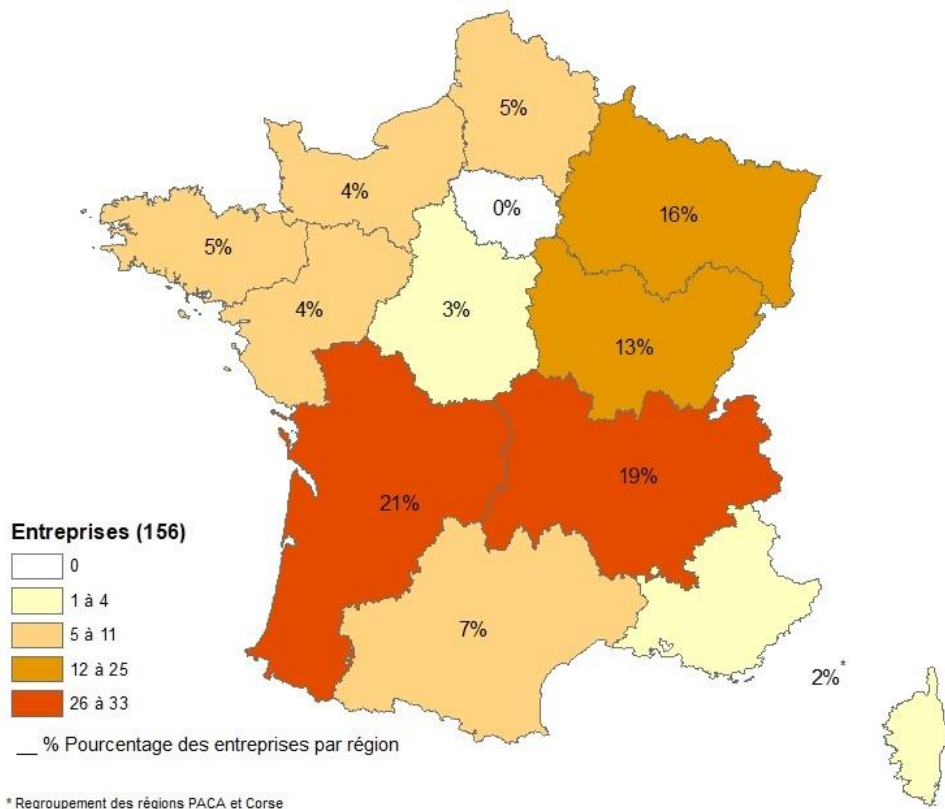 5%
4%
0%
16%
5%
4%
3%
13%
19%
21%
7%
2%*
Entreprises (156)
0
1 à 4
5 à 11
12 à 25
26 à 33
__ % Pourcentage des entreprises par région
* Regroupement des régions PACA et Corse